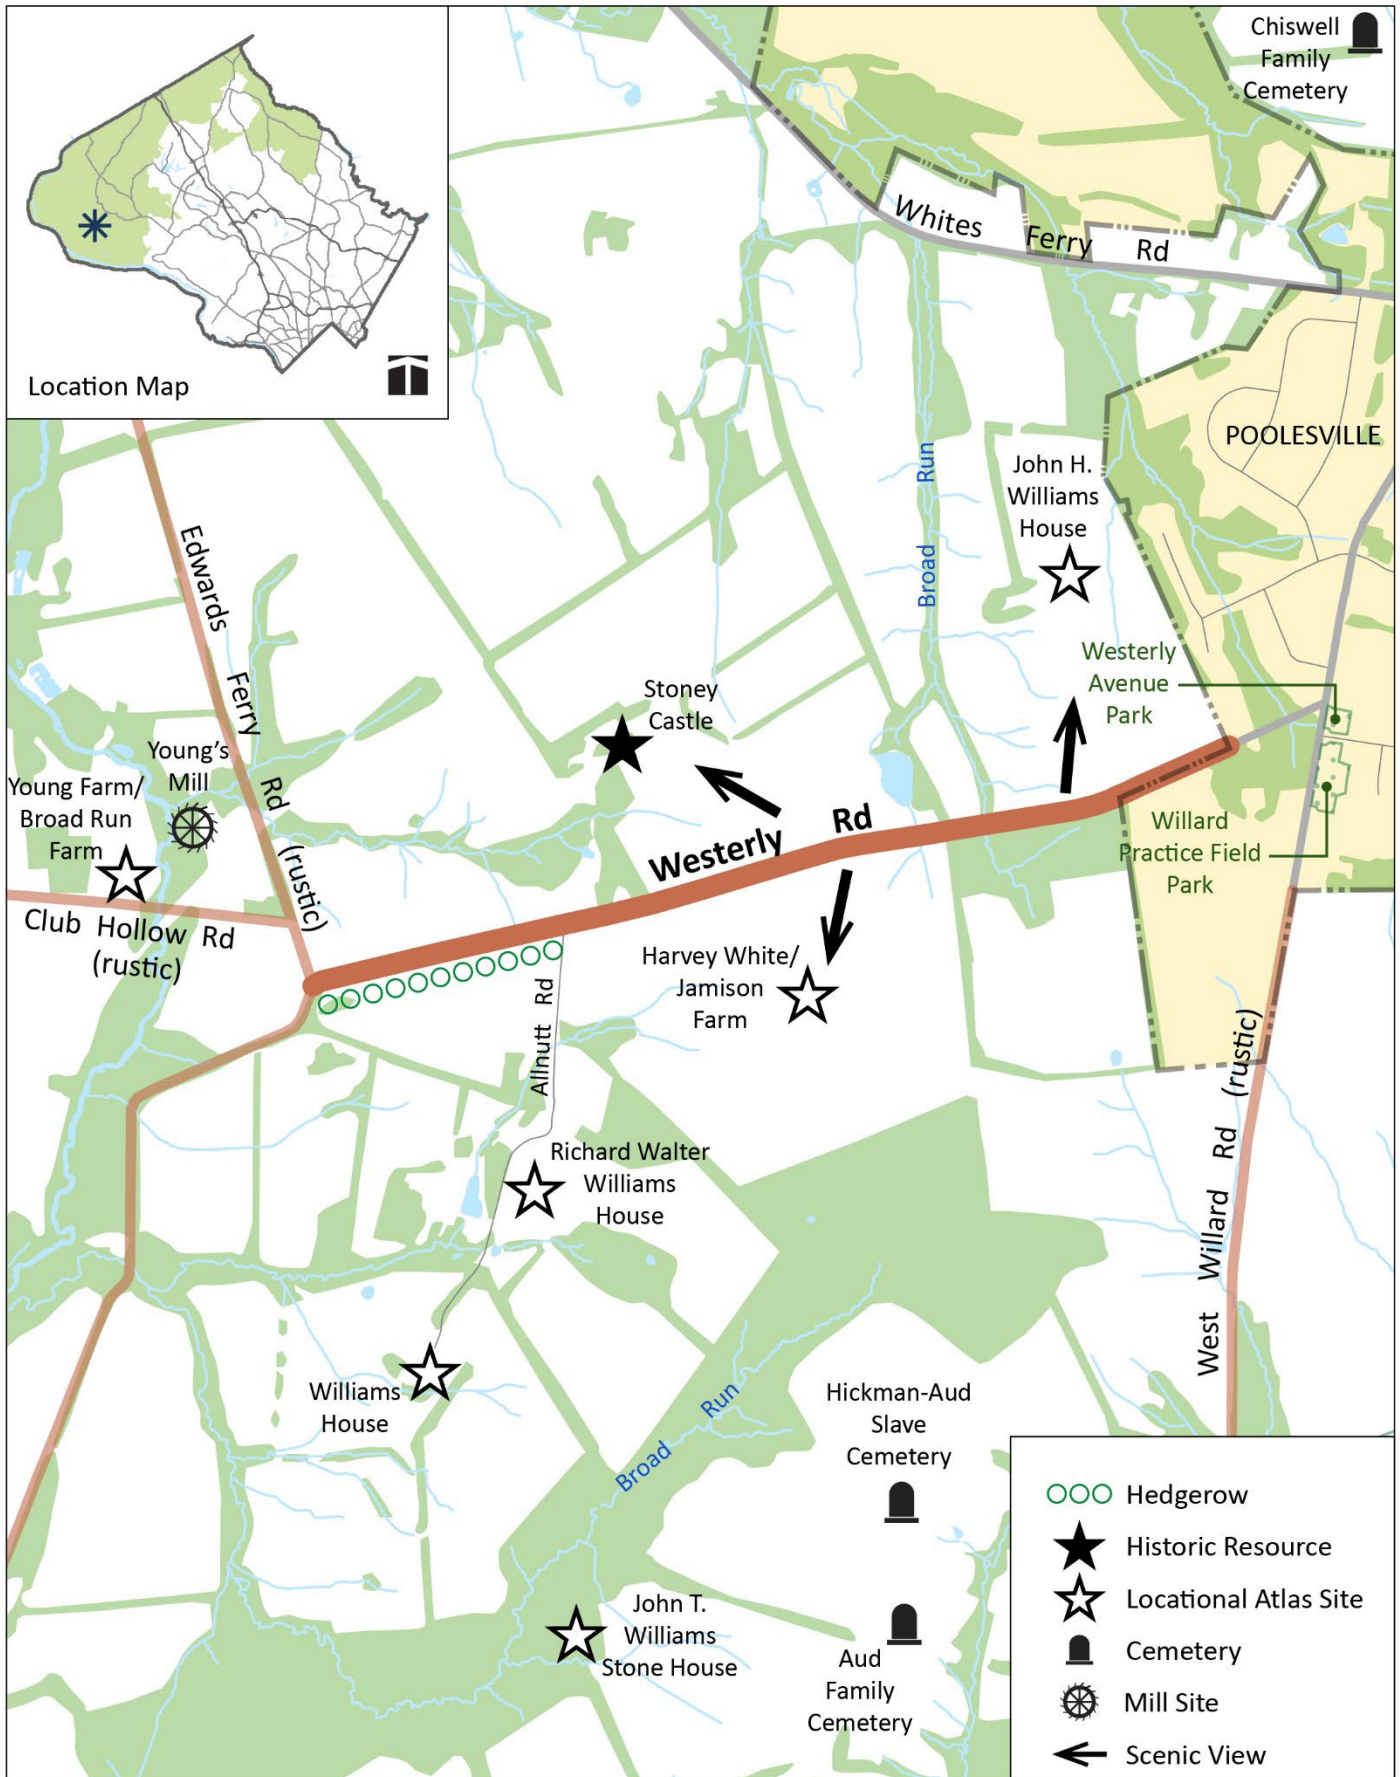 Location Map
Chiswell
Family
Cemetery
Whites Ferry Rd
POOLESVILLE
Broad Run
John H.
Williams
House
Westerly
Avenue
Park
Edwards Ferry Rd (rustic)
Stoney
Castle
Young's
Mill
Young Farm/
Broad Run
Farm
Westerly Rd
Willard
Practice Field
Park
Club Hollow Rd
(rustic)
Harvey White/
Jamison
Farm
Allnutt Rd
West Willard Rd (rustic)
Richard Walter
Williams
House
Williams
House
Broad Run
Hickman-Aud
Slave
Cemetery
John T.
Williams
Stone House
Aud
Family
Cemetery
Hedgerow
Historic Resource
Locational Atlas Site
Cemetery
Mill Site
Scenic View